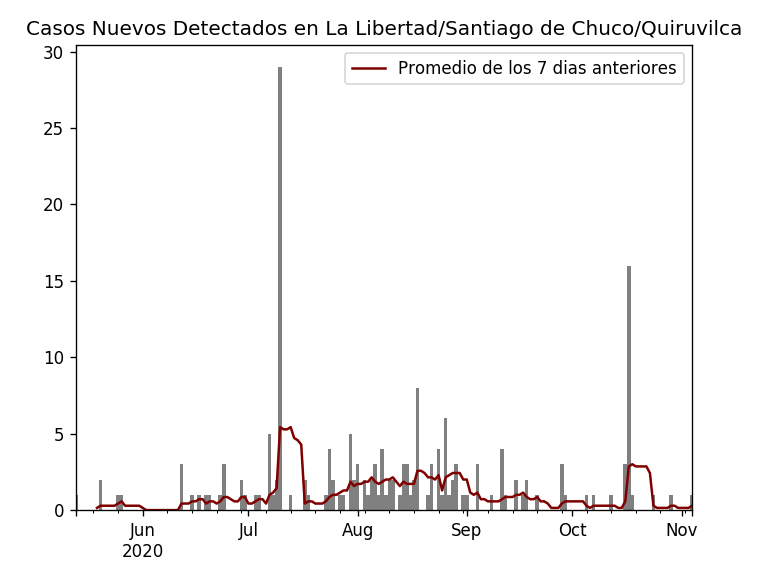 Casos Nuevos Detectados en La Libertad/Santiago de Chuco/Quiruvilca
Promedio de los 7 dias anteriores
30
25
20
15
10
5
0
Jun Jul Aug Sep Oct Nov
2020